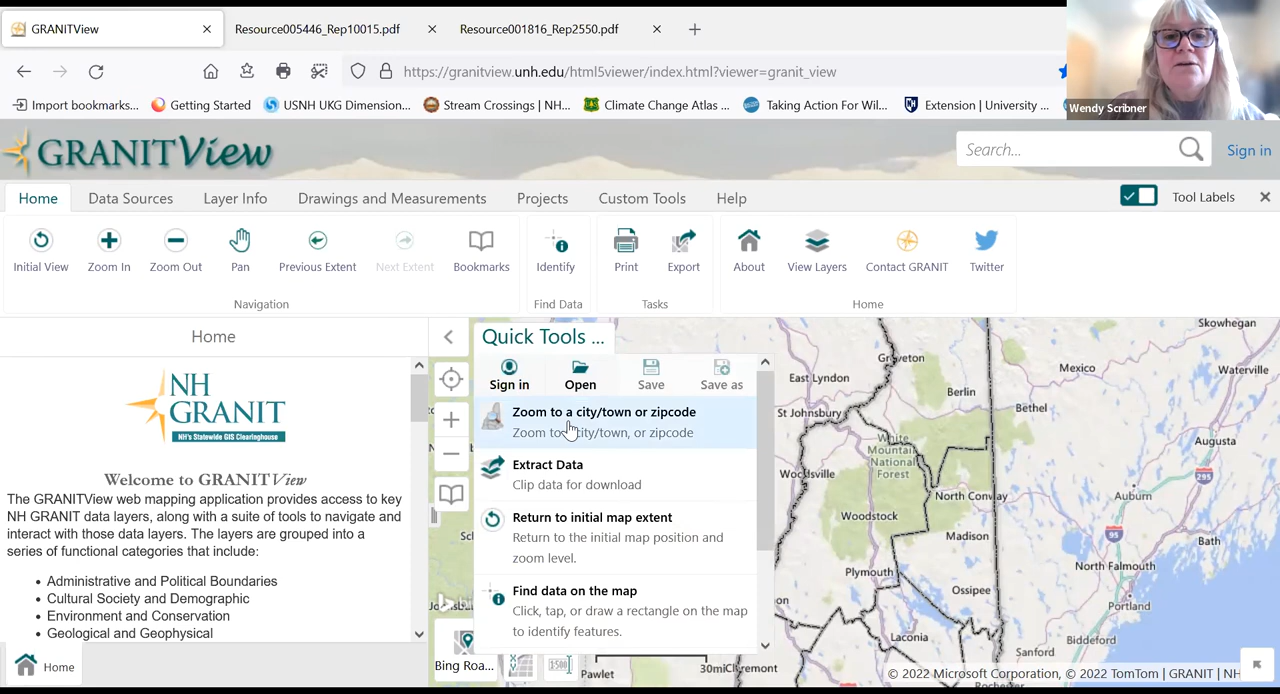 GRANITView
Resource005446_Rep10015.pdf
Resource001816_Rep2550.pdf
https://granitview.unh.edu/html5viewer/index.html?viewer=granit_view
Import bookmarks...
Getting Started
USNH UKG Dimension...
Stream Crossings | NH...
Climate Change Atlas ...
Taking Action For Wil...
Extension | University ...
Wendy Scribner
GRANITView
Search...
Sign in
Home
Data Sources
Layer Info
Drawings and Measurements
Projects
Custom Tools
Help
Tool Labels
Initial View
Zoom In
Zoom Out
Pan
Previous Extent
Next Extent
Bookmarks
Identify
Print
Export
About
View Layers
Contact GRANIT
Twitter
Navigation
Find Data
Tasks
Home
Home
NH
GRANIT
NH's Statewide GIS Clearinghouse
Welcome to GRANITView
The GRANITView web mapping application provides access to key
NH GRANIT data layers, along with a suite of tools to navigate and
interact with those data layers. The layers are grouped into a
series of functional categories that include:
• Administrative and Political Boundaries
• Cultural Society and Demographic
• Environment and Conservation
• Geological and Geophysical
Home
Quick Tools ...
Sign in
Open
Save
Save as
Zoom to a city/town or zipcode
Zoom to city/town, or zipcode
Extract Data
Clip data for download
Return to initial map extent
Return to the initial map position and
zoom level.
Find data on the map
Click, tap, or draw a rectangle on the map
to identify features.
Bing Roa...
1:500
30mi
Skowhegan
Groveton
Mexico
Waterville
East Lyndon
Berlin
Bethel
St Johnsbury
Augusta
White
Mountain
National
Forest
Woodsville
295
North Conway
Auburn
Woodstock
95
Bath
Madison
North Falmouth
Plymouth
Ossipee
Portland
Laconia
Biddeford
Sanford
Claremont
Pawlet
Rochester
© 2022 Microsoft Corporation, © 2022 TomTom | GRANIT | NH